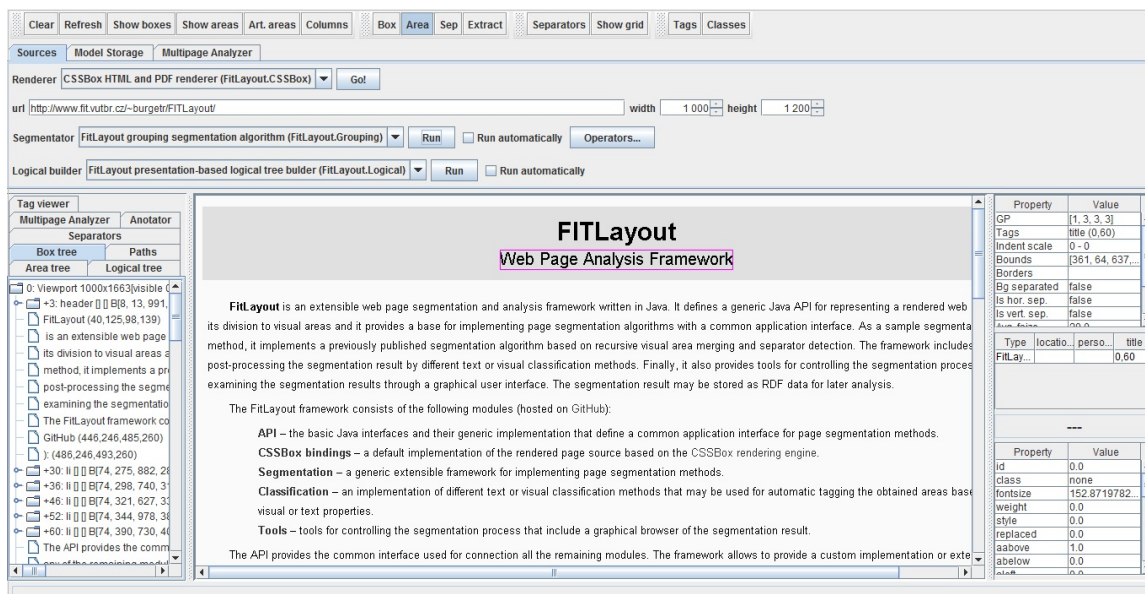 Clear Refresh Show boxes Show areas Art. areas Columns Box Area Sep Extract Separators Show grid Tags Classes
Sources Model Storage Multipage Analyzer
Renderer CSSBox HTML and PDF renderer (FitLayout.CSSBox) Go!
url http://www.fit.vutbr.cz/~burgetr/FITLayout/ width 1 000 height 1 200
Segmentator FitLayout grouping segmentation algorithm (FitLayout.Grouping) Run Run automatically Operators...
Logical builder FitLayout presentation-based logical tree bulder (FitLayout.Logical) Run Run automatically
Tag viewer
Multipage Analyzer Anotator
Separators
Box tree Paths
Area tree Logical tree
0: Viewport 1000x1663[visible 0
+3: header [] [] B[8, 13, 991,
FitLayout (40,125,98,139)
is an extensible web page
its division to visual areas a
method, it implements a pre
post-processing the segme
examining the segmentatio
The FitLayout framework co
GitHub (446,246,485,260)
): (486,246,493,260)
+30: li [] [] B[74, 275, 882, 28
+36: li [] [] B[74, 298, 740, 31
+46: li [] [] B[74, 321, 627, 33
+52: li [] [] B[74, 344, 978, 38
+60: li [] [] B[74, 390, 730, 40
The API provides the comm
any of the remaining modul
FITLayout
Web Page Analysis Framework
FitLayout is an extensible web page segmentation and analysis framework written in Java. It defines a generic Java API for representing a rendered web
its division to visual areas and it provides a base for implementing page segmentation algorithms with a common application interface. As a sample segmenta
method, it implements a previously published segmentation algorithm based on recursive visual area merging and separator detection. The framework includes
post-processing the segmentation result by different text or visual classification methods. Finally, it also provides tools for controlling the segmentation proces
examining the segmentation results through a graphical user interface. The segmentation result may be stored as RDF data for later analysis.
The FitLayout framework consists of the following modules (hosted on GitHub):
API – the basic Java interfaces and their generic implementation that define a common application interface for page segmentation methods.
CSSBox bindings – a default implementation of the rendered page source based on the CSSBox rendering engine.
Segmentation – a generic extensible framework for implementing page segmentation methods.
Classification – an implementation of different text or visual classification methods that may be used for automatic tagging the obtained areas base
visual or text properties.
Tools – tools for controlling the segmentation process that include a graphical browser of the segmentation result.
The API provides the common interface used for connection all the remaining modules. The framework allows to provide a custom implementation or exte
Property Value
GP [1, 3, 3, 3]
Tags title (0,60)
Indent scale 0 - 0
Bounds [361, 64, 637,...
Borders
Bg separated false
Is hor. sep. false
Is vert. sep. false
Avg. fsize 20.0
Type locatio... perso... title
FitLay... 0,60
---
Property Value
id 0.0
class none
fontsize 152.8719782...
weight 0.0
style 0.0
replaced 0.0
aabove 1.0
abelow 0.0
aleft 0.0